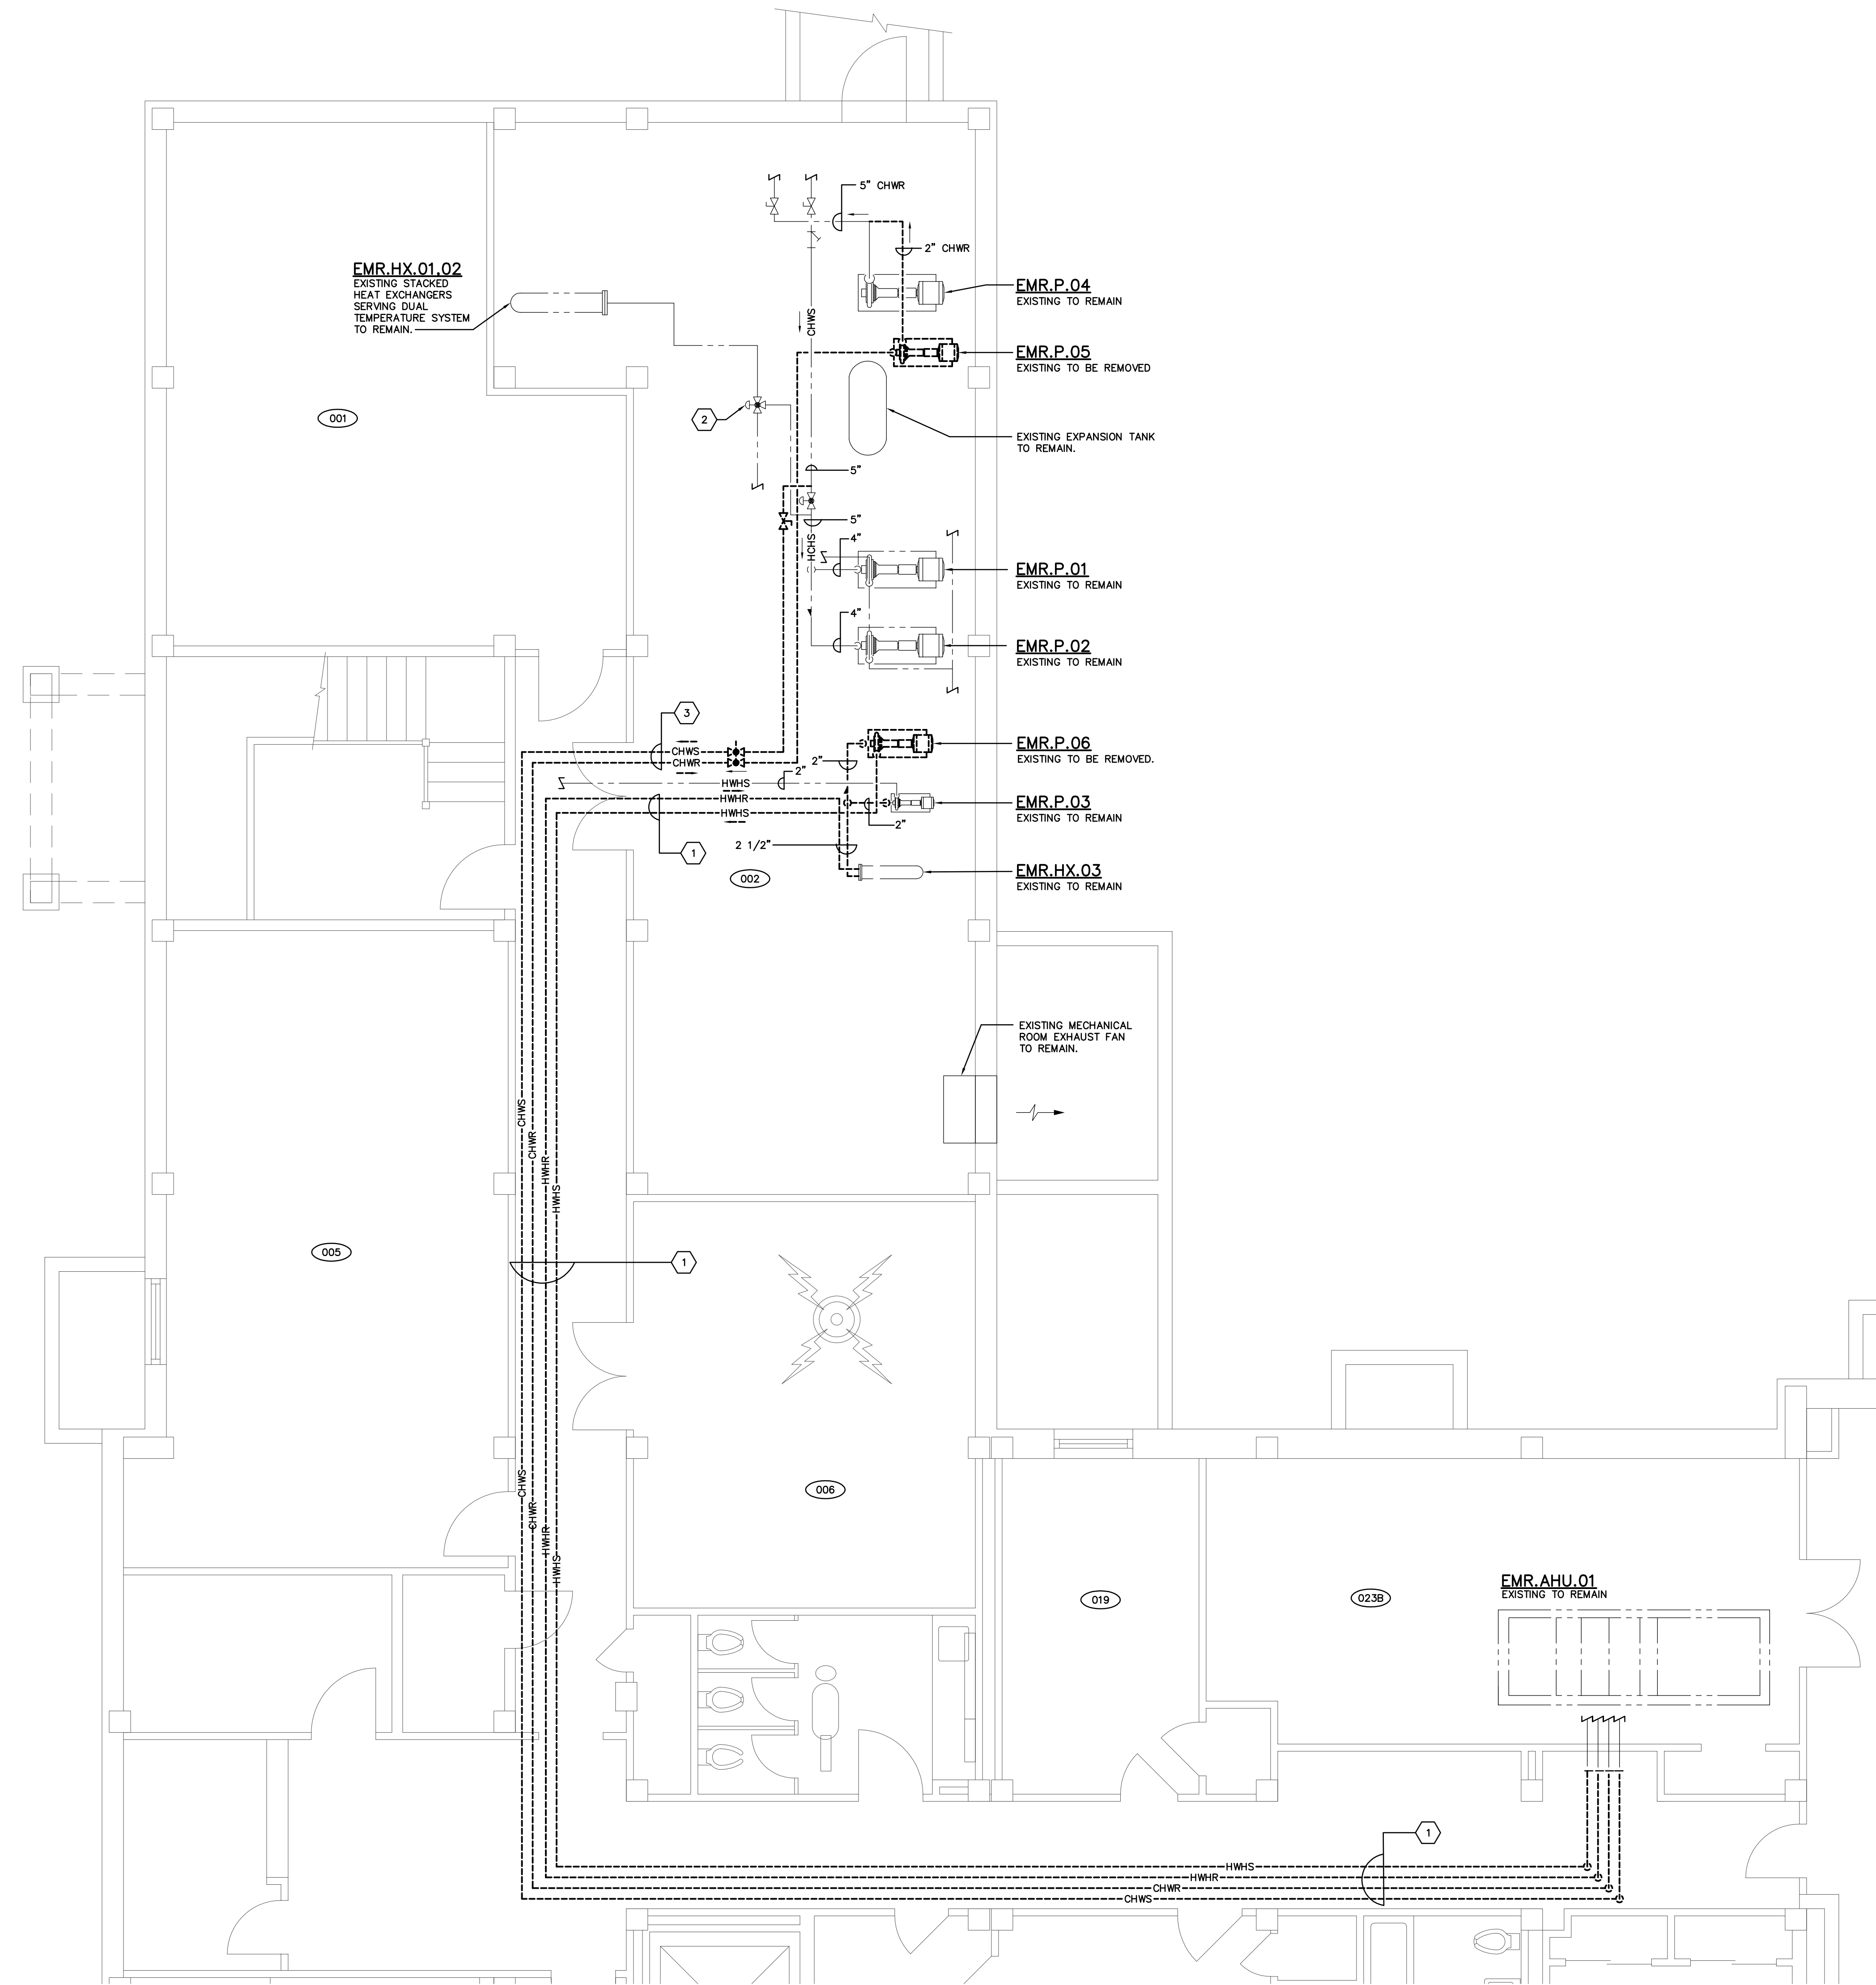 5" CHWR
2" CHWR
EMR.HX.01,02
EXISTING STACKED
HEAT EXCHANGERS
SERVING DUAL
TEMPERATURE SYSTEM
TO REMAIN.
EMR.P.04
EXISTING TO REMAIN
CHWS
EMR.P.05
EXISTING TO BE REMOVED
001
2
EXISTING EXPANSION TANK
TO REMAIN.
5"
5"
4"
HCHS
EMR.P.01
EXISTING TO REMAIN
4"
EMR.P.02
EXISTING TO REMAIN
3
CHWS
CHWR
2"
2"
EMR.P.06
EXISTING TO BE REMOVED.
HWHS
HWHR
HWHS
EMR.P.03
EXISTING TO REMAIN
2"
1
2 1/2"
002
EMR.HX.03
EXISTING TO REMAIN
EXISTING MECHANICAL
ROOM EXHAUST FAN
TO REMAIN.
CHWS
CHWR
HWHR
HWHS
005
1
006
CHWS
CHWR
HWHR
HWHS
019
023B
EMR.AHU.01
EXISTING TO REMAIN
1
HWHS
HWHR
CHWR
CHWS